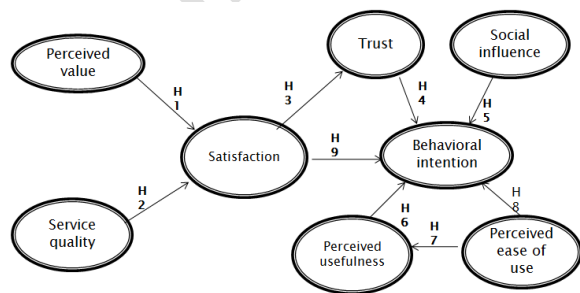 Perceived
value
H
1
Service
quality
H
2
Satisfaction
H
3
Trust
H
4
Social
influence
H
5
H
9
Behavioral
intention
H
6
H
7
H
8
Perceived
usefulness
Perceived
ease of
use